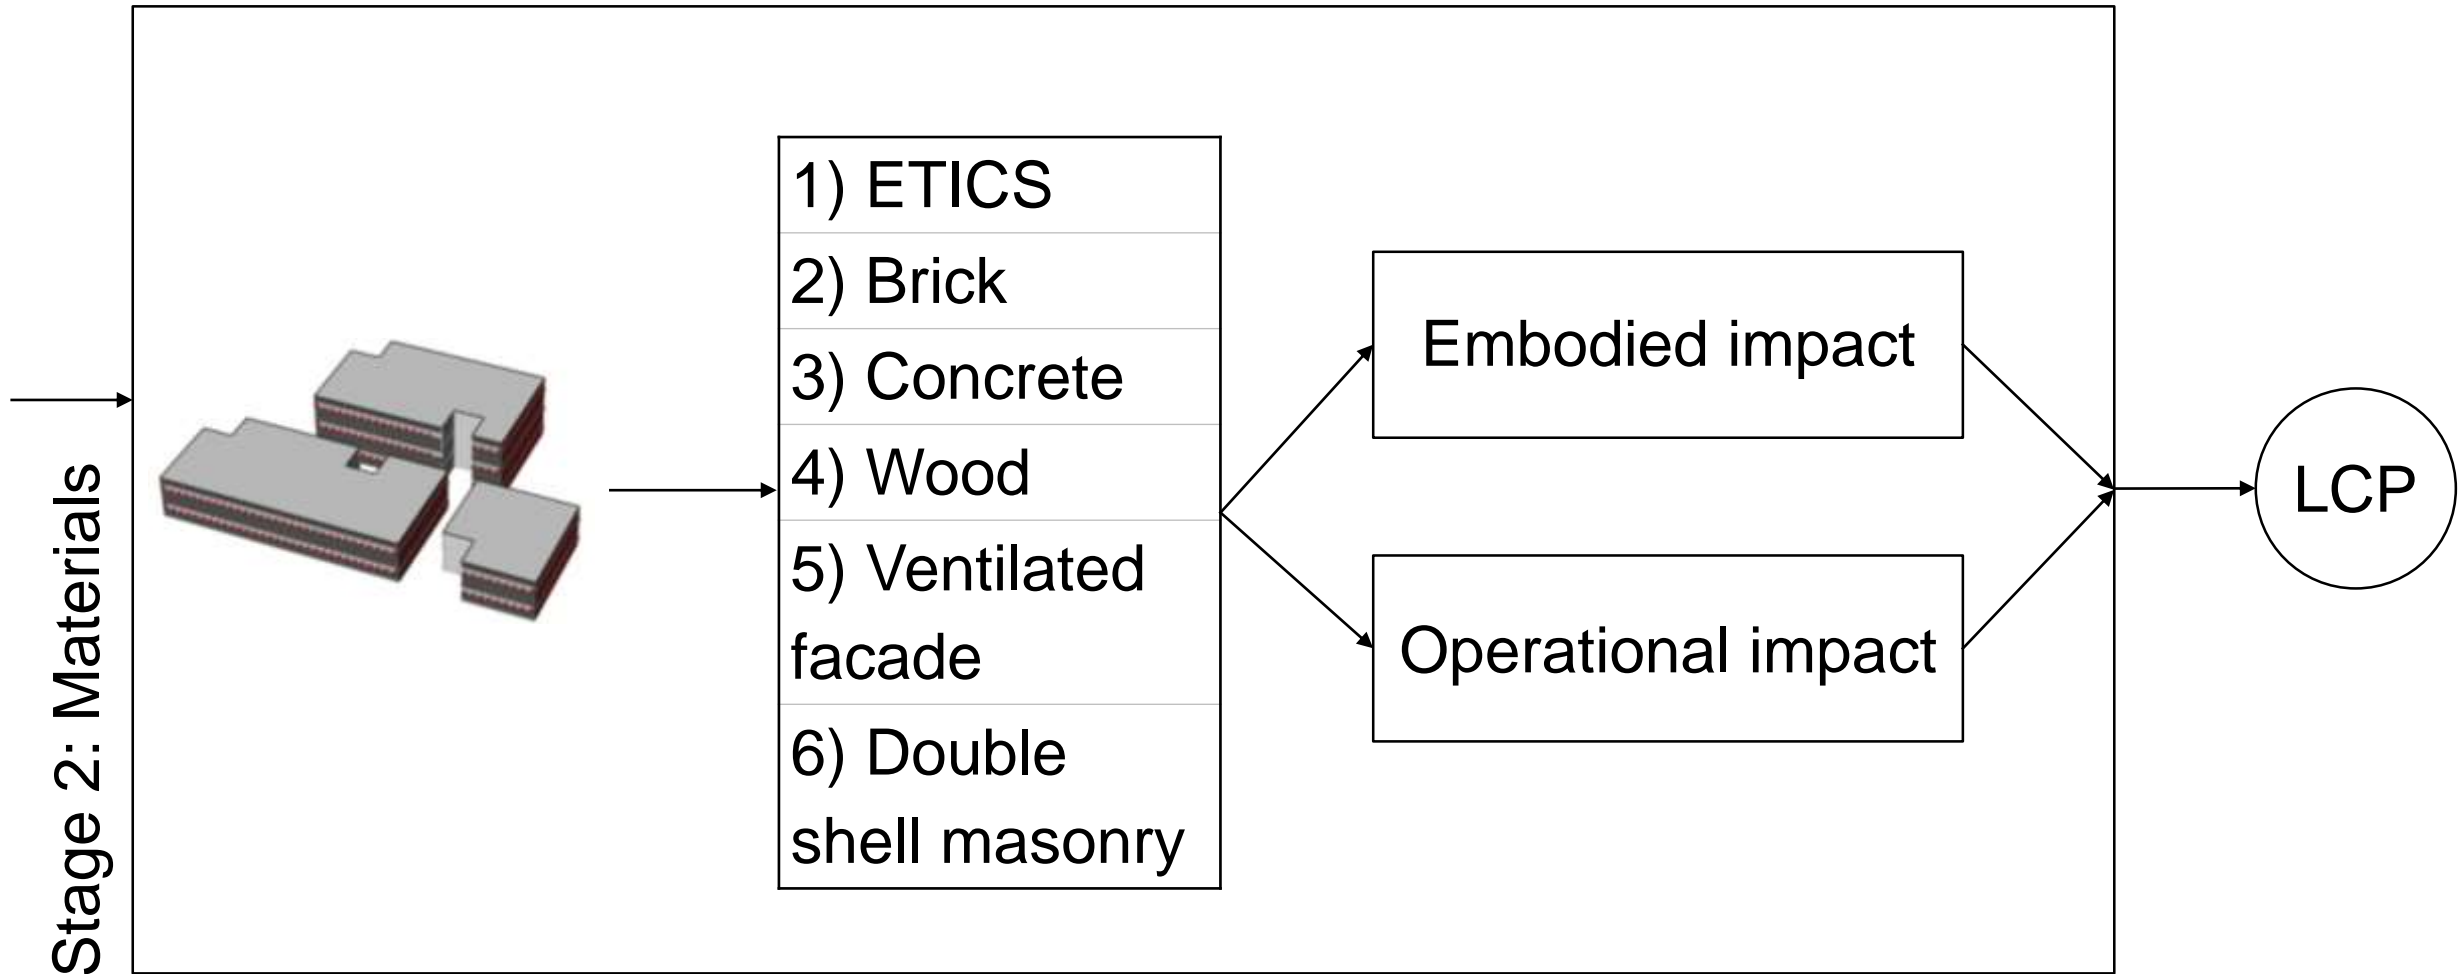 Stage 2: Materials
1) ETICS
2) Brick
3) Concrete
4) Wood
5) Ventilated
facade
6) Double
shell masonry
Embodied impact
Operational impact
LCP